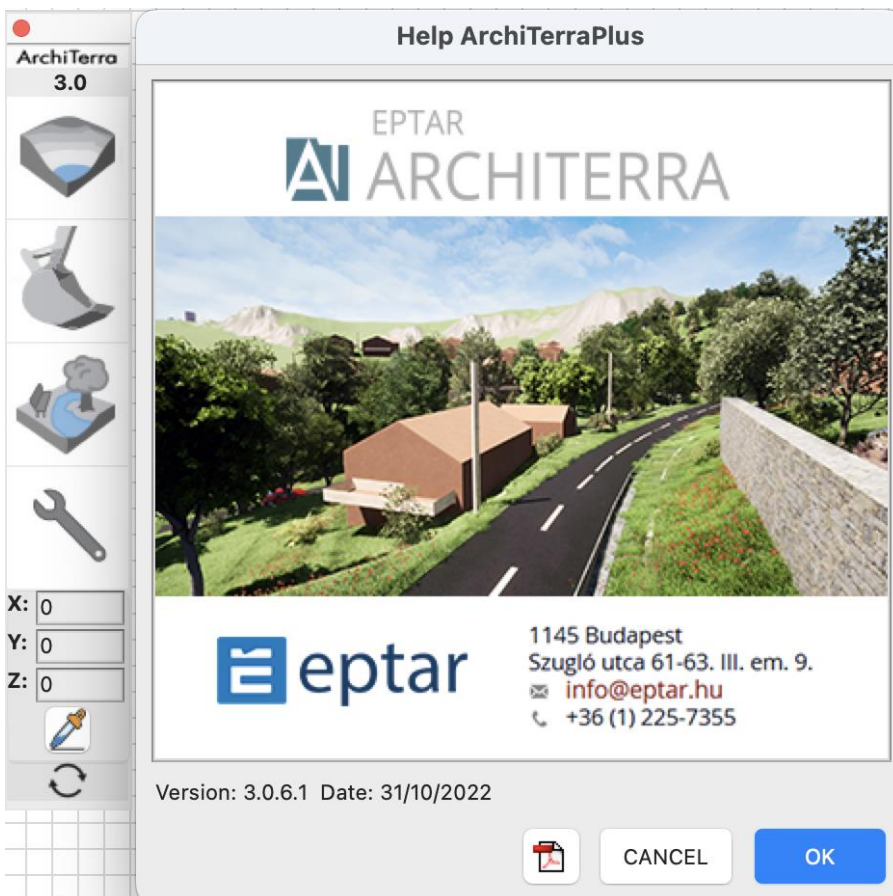 ArchiTerra
3.0
X: 0
Y: 0
Z: 0
Help ArchiTerraPlus
EPTAR
AI ARCHITERRA
eptar
1145 Budapest
Szugló utca 61-63. III. em. 9.
info@eptar.hu
+36 (1) 225-7355
Version: 3.0.6.1 Date: 31/10/2022
CANCEL
OK